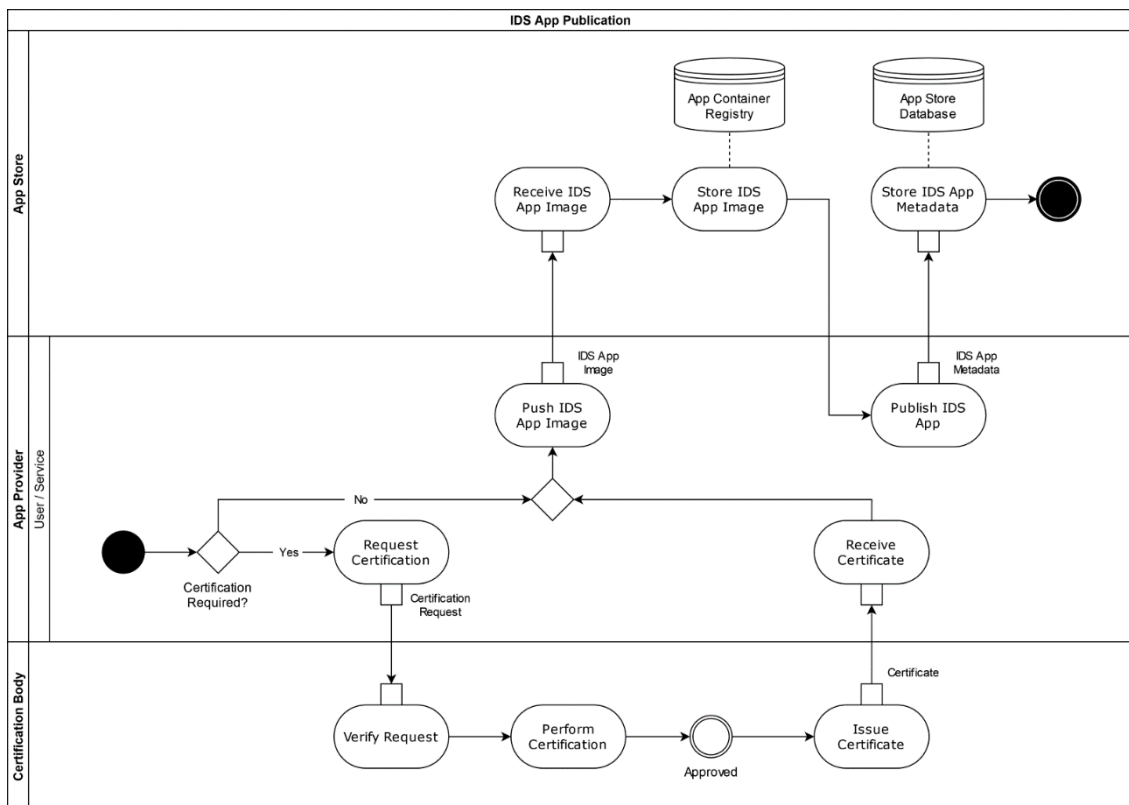 IDS App Publication
App Store
App Container
Registry
App Store
Database
Receive IDS
App Image
Store IDS
App Image
Store IDS App
Metadata
App Provider
User / Service
IDS App
Image
IDS App
Metadata
Push IDS
App Image
Publish IDS
App
No
Yes
Certification
Required?
Request
Certification
Receive
Certificate
Certification
Request
Certification Body
Certificate
Verify Request
Perform
Certification
Approved
Issue
Certificate